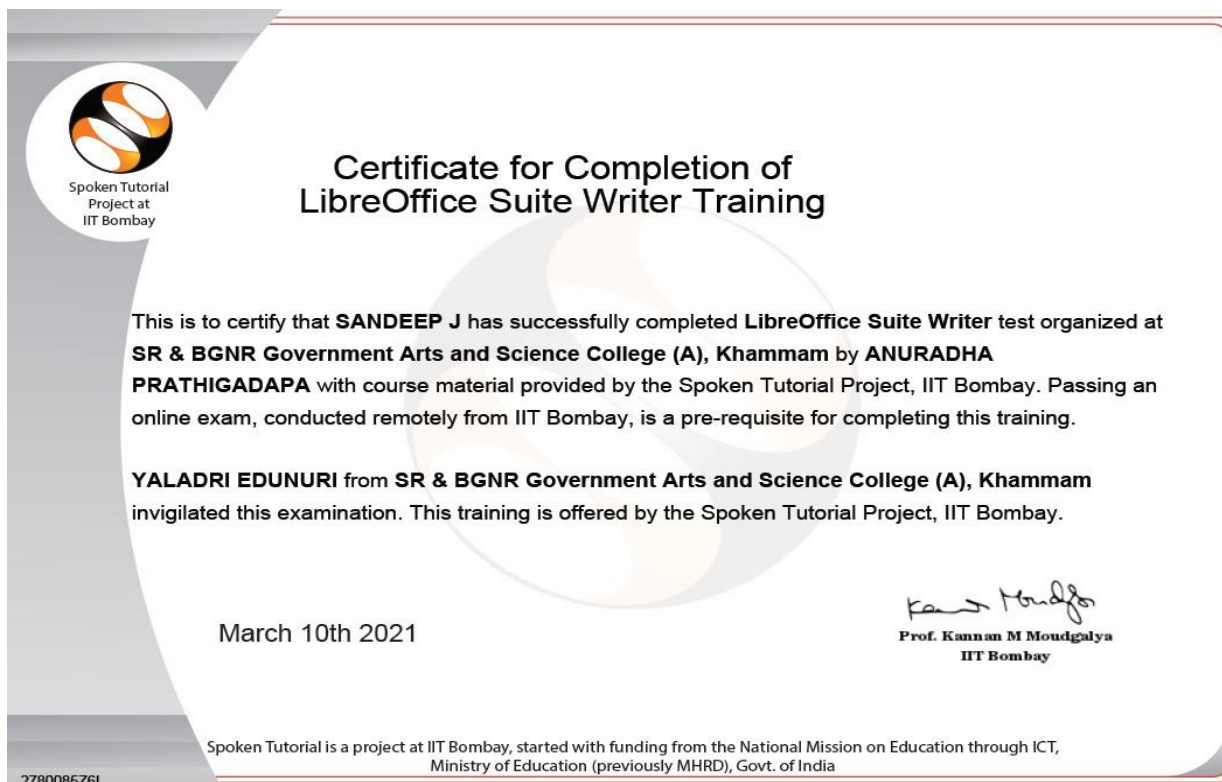 Spoken Tutorial
Project at
IIT Bombay
Certificate for Completion of
LibreOffice Suite Writer Training
This is to certify that SANDEEP J has successfully completed LibreOffice Suite Writer test organized at
SR & BGNR Government Arts and Science College (A), Khammam by ANURADHA
PRATHIGADAPA with course material provided by the Spoken Tutorial Project, IIT Bombay. Passing an
online exam, conducted remotely from IIT Bombay, is a pre-requisite for completing this training.
YALADRI EDUNURI from SR & BGNR Government Arts and Science College (A), Khammam
invigilated this examination. This training is offered by the Spoken Tutorial Project, IIT Bombay.
March 10th 2021
Prof. Kannan M Moudgalya
IIT Bombay
Spoken Tutorial is a project at IIT Bombay, started with funding from the National Mission on Education through ICT,
Ministry of Education (previously MHRD), Govt. of India